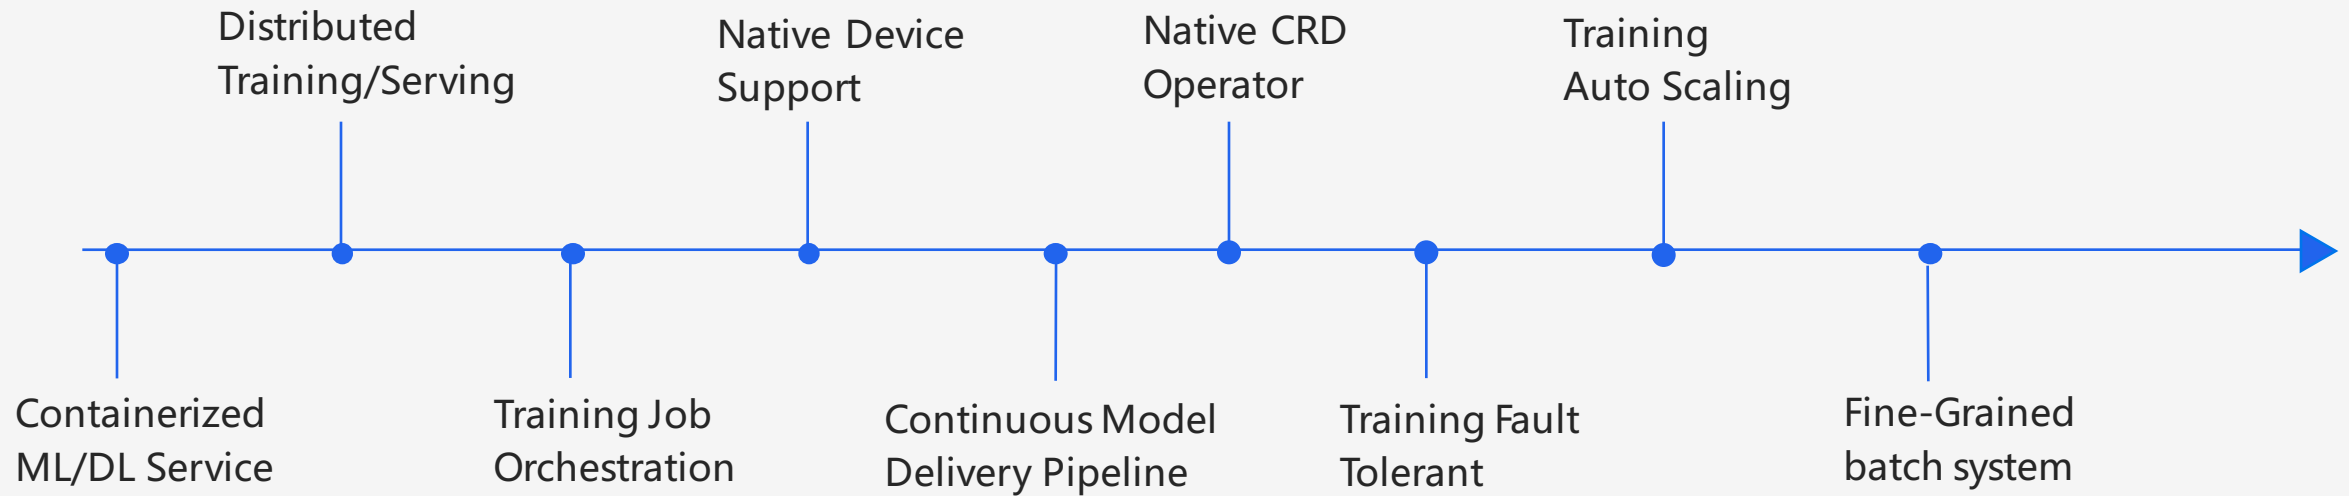 Distributed
Training/Serving
Native Device
Support
Native CRD
Operator
Training
Auto Scaling
Containerized
ML/DL Service
Training Job
Orchestration
Continuous Model
Delivery Pipeline
Training Fault
Tolerant
Fine-Grained
batch system